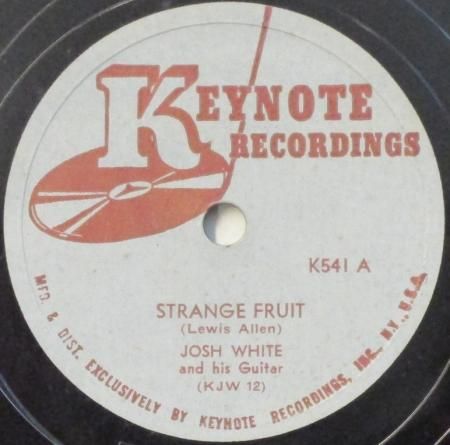 KEYNOTE
RECORDINGS
K541 A
STRANGE FRUIT
(Lewis Allen)
JOSH WHITE
and his Guitar
(KJW 12)
MFD. & DIST. EXCLUSIVELY BY KEYNOTE RECORDINGS, INC., N.Y., U.S.A.